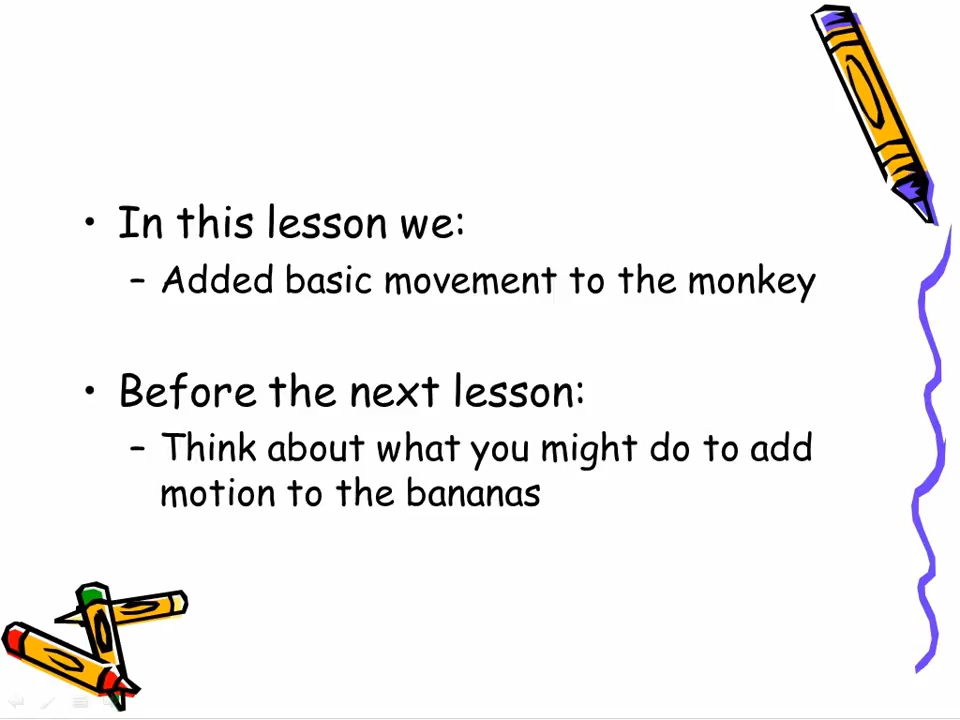 • In this lesson we:
– Added basic movement to the monkey
• Before the next lesson:
– Think about what you might do to add
motion to the bananas